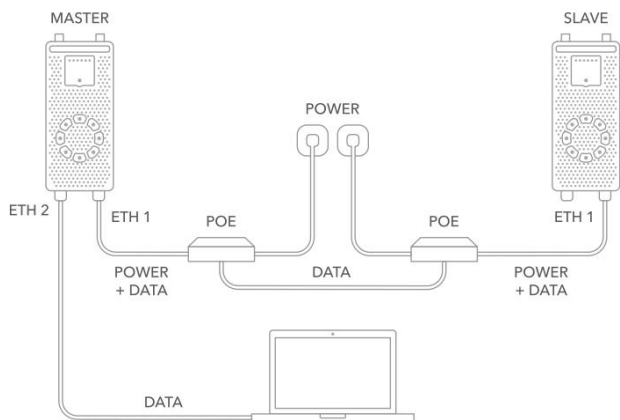 MASTER
SLAVE
POWER
ETH 2
ETH 1
POE
POE
ETH 1
POWER
+ DATA
DATA
POWER
+ DATA
DATA